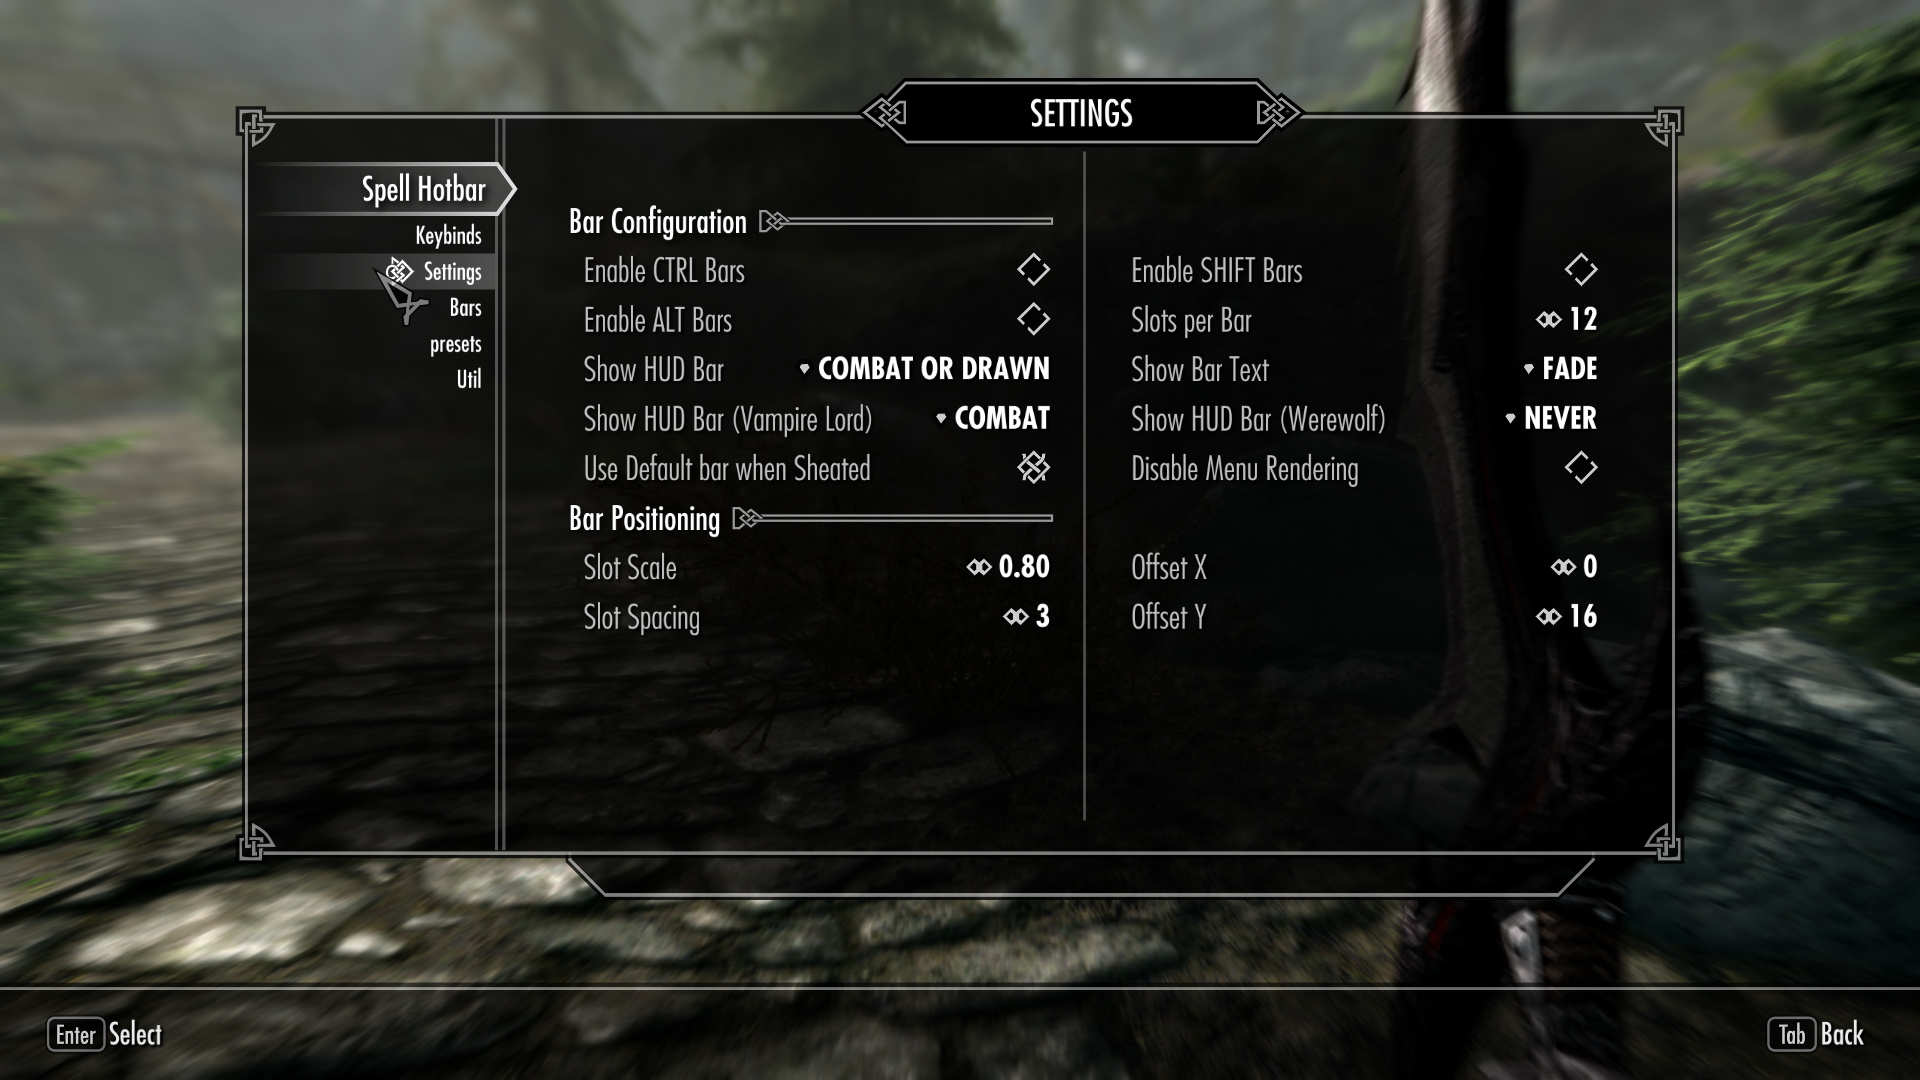 SETTINGS
Spell Hotbar
Keybinds
Settings
Bars
presets
Util
Bar Configuration
Enable CTRL Bars
Enable SHIFT Bars
Enable ALT Bars
Slots per Bar 12
Show HUD Bar COMBAT OR DRAWN
Show Bar Text FADE
Show HUD Bar (Vampire Lord) COMBAT
Show HUD Bar (Werewolf) NEVER
Use Default bar when Sheated
Disable Menu Rendering
Bar Positioning
Slot Scale 0.80
Offset X 0
Slot Spacing 3
Offset Y 16
Enter Select
Tab Back